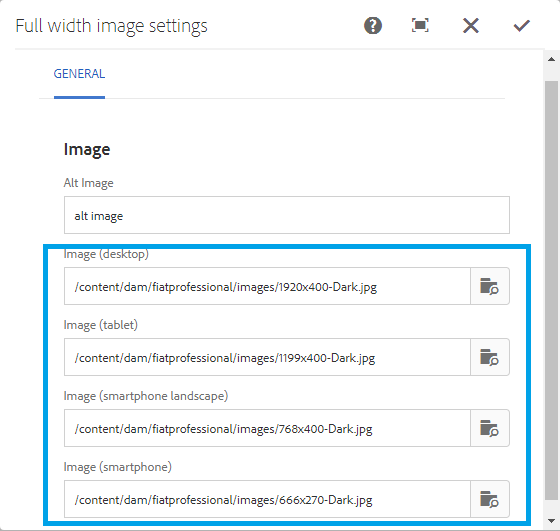 Full width image settings
GENERAL
Image
Alt Image
alt image
Image (desktop)
/content/dam/fiatprofessional/images/1920x400-Dark.jpg
Image (tablet)
/content/dam/fiatprofessional/images/1199x400-Dark.jpg
Image (smartphone landscape)
/content/dam/fiatprofessional/images/768x400-Dark.jpg
Image (smartphone)
/content/dam/fiatprofessional/images/666x270-Dark.jpg